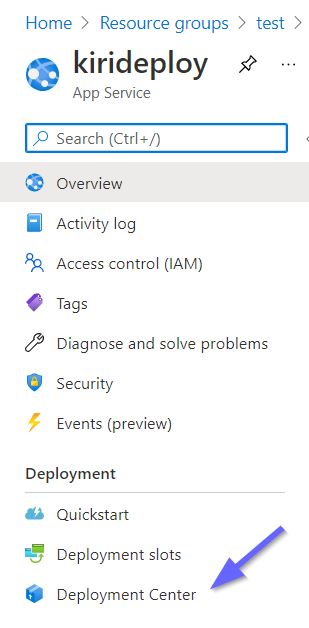 Home > Resource groups > test >
kirideploy
App Service
Search (Ctrl+/)
Overview
Activity log
Access control (IAM)
Tags
Diagnose and solve problems
Security
Events (preview)
Deployment
Quickstart
Deployment slots
Deployment Center